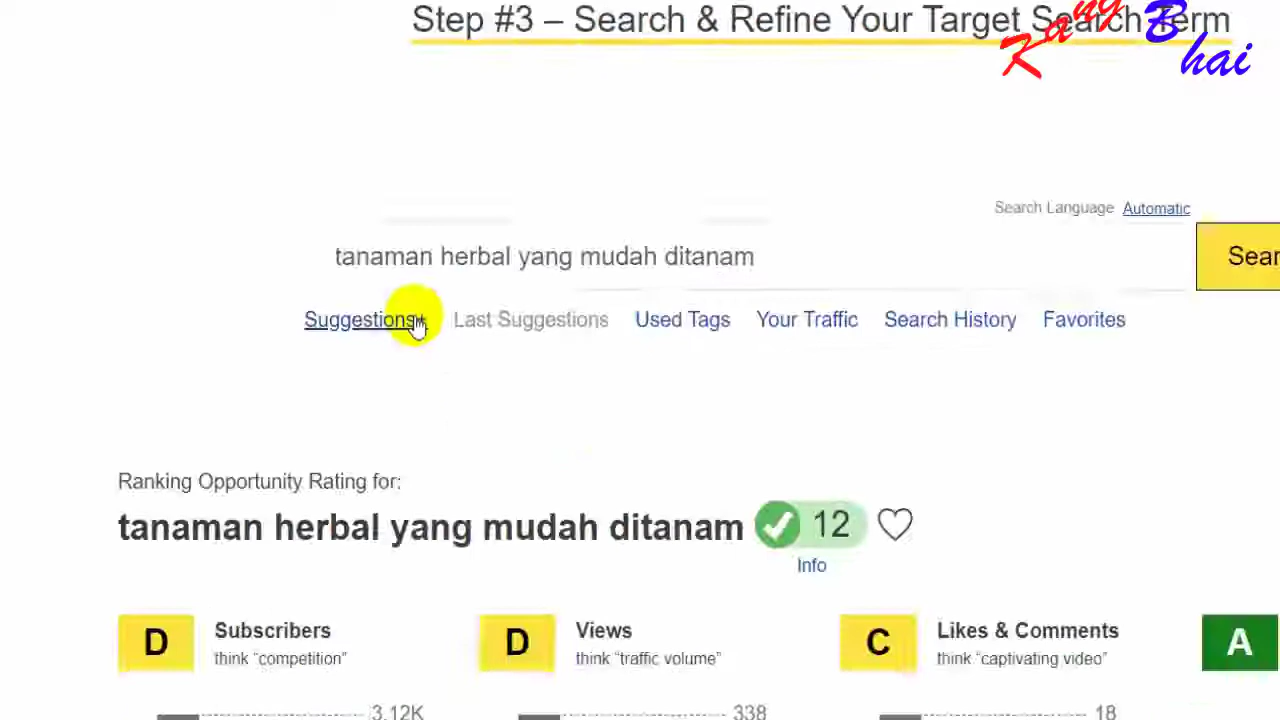 Step #3 – Search & Refine Your Target Search Term
Kang Bhai
Search Language Automatic
tanaman herbal yang mudah ditanam
Suggestions Last Suggestions Used Tags Your Traffic Search History Favorites
Ranking Opportunity Rating for:
tanaman herbal yang mudah ditanam 12
Info
D Subscribers D Views C Likes & Comments A
think “competition” think “traffic volume” think “captivating video”
3.12K 338 18